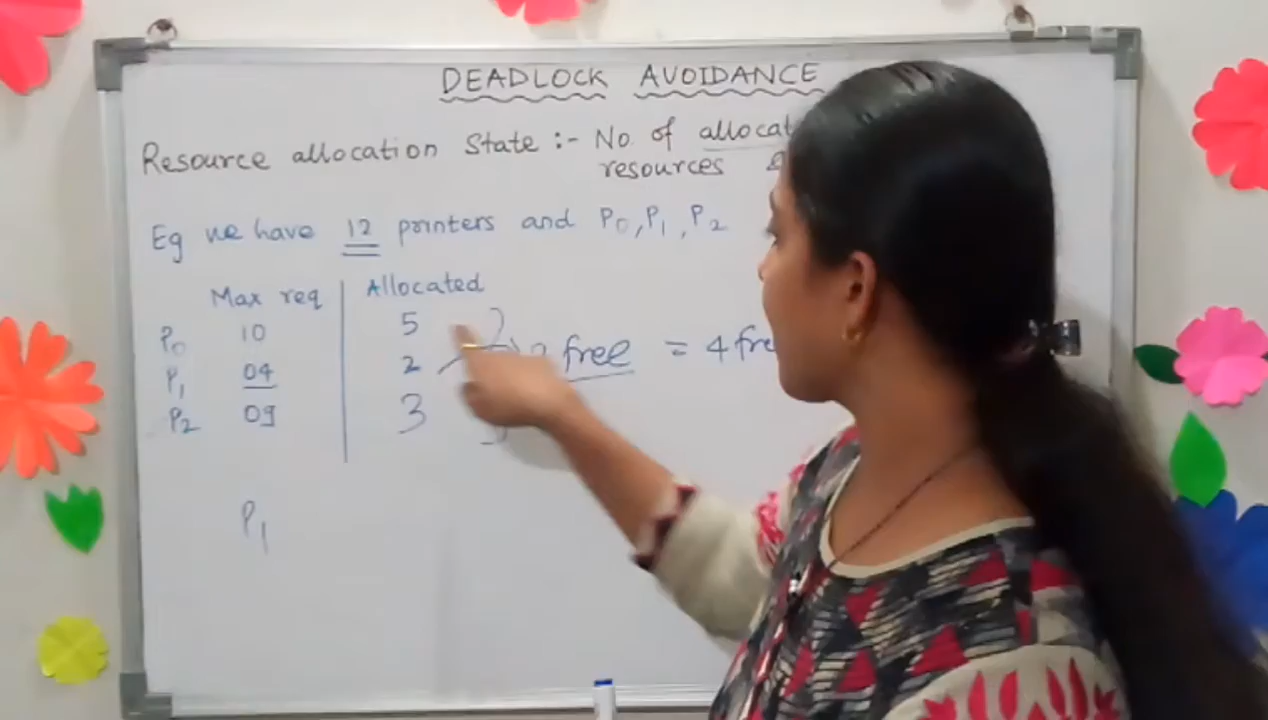 DEADLOCK AVOIDANCE
Resource allocation State :- No. of allocat
resources
Eg we have 12 printers and P0, P1, P2
Max req Allocated
P0 10 5
P1 04 2 free = 4 fre
P2 09 3
P1